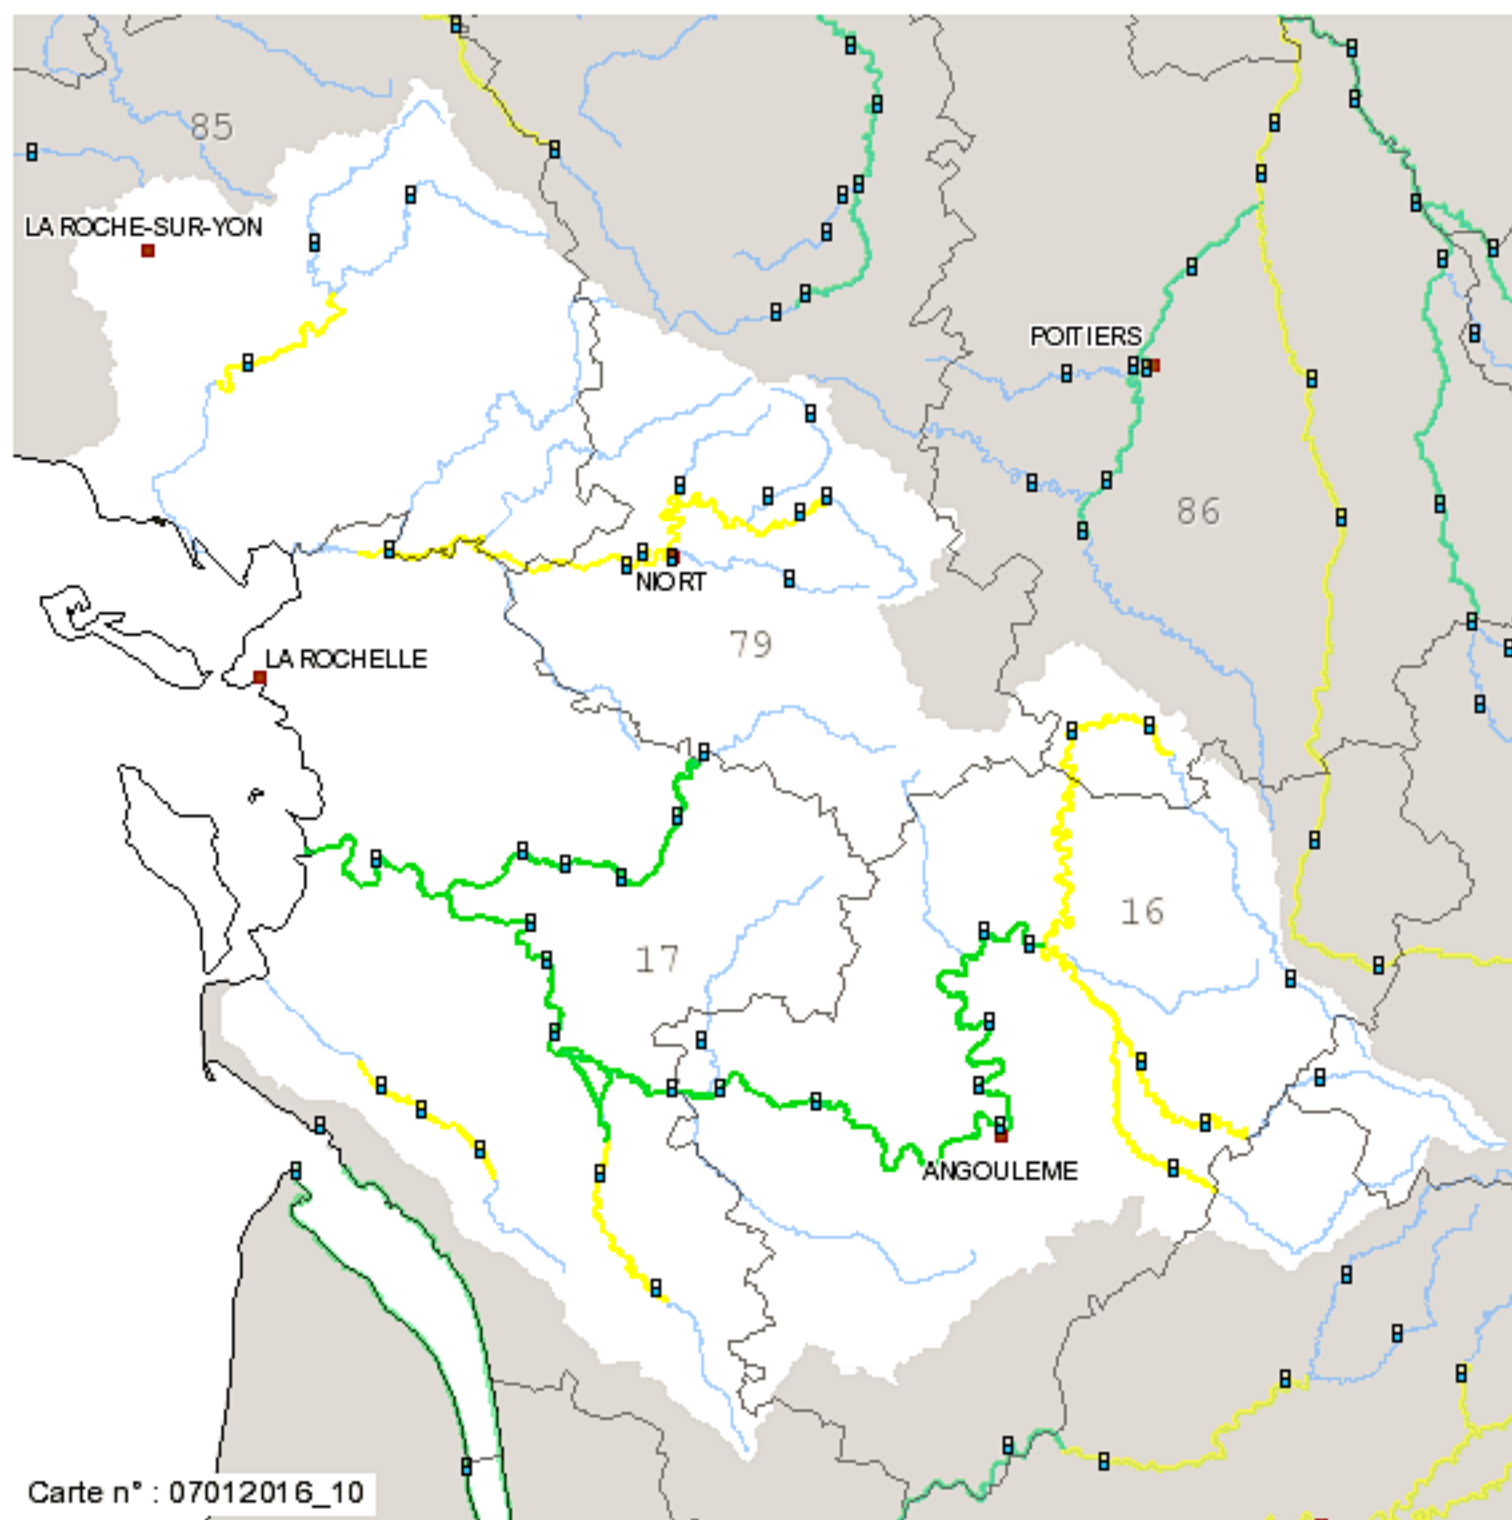 85
LA ROCHE-SUR-YON
POITIERS
86
NIORT
79
LA ROCHELLE
16
17
ANGOULEME
Carte n° : 07012016_10